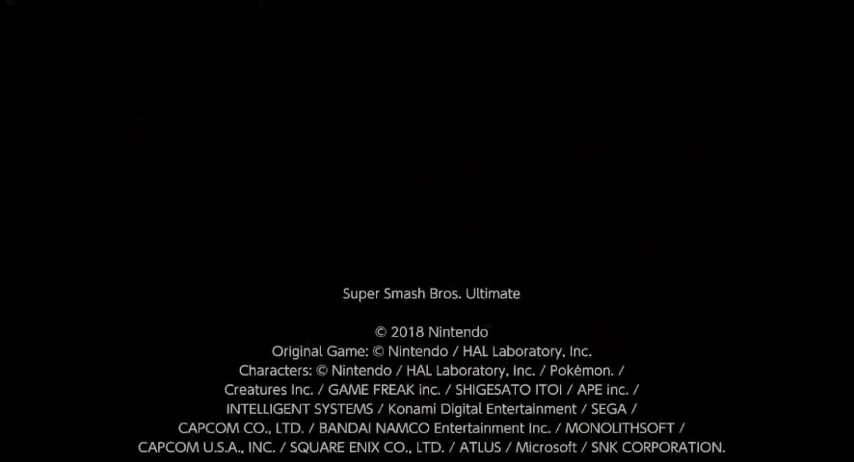 Super Smash Bros. Ultimate
© 2018 Nintendo
Original Game: © Nintendo / HAL Laboratory, Inc.
Characters: © Nintendo / HAL Laboratory, Inc. / Pokémon. /
Creatures Inc. / GAME FREAK inc. / SHIGESATO ITOI / APE inc. /
INTELLIGENT SYSTEMS / Konami Digital Entertainment / SEGA /
CAPCOM CO., LTD. / BANDAI NAMCO Entertainment Inc. / MONOLITHSOFT /
CAPCOM U.S.A., INC. / SQUARE ENIX CO., LTD. / ATLUS / Microsoft / SNK CORPORATION.